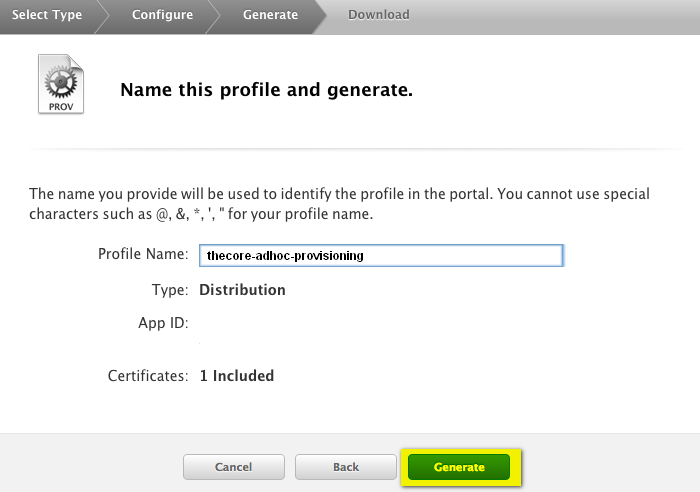 Select Type Configure Generate Download
PROV
Name this profile and generate.
The name you provide will be used to identify the profile in the portal. You cannot use special
characters such as @, &, *, ', " for your profile name.
Profile Name: thecore-adhoc-provisioning
Type: Distribution
App ID:
Certificates: 1 Included
Cancel Back Generate